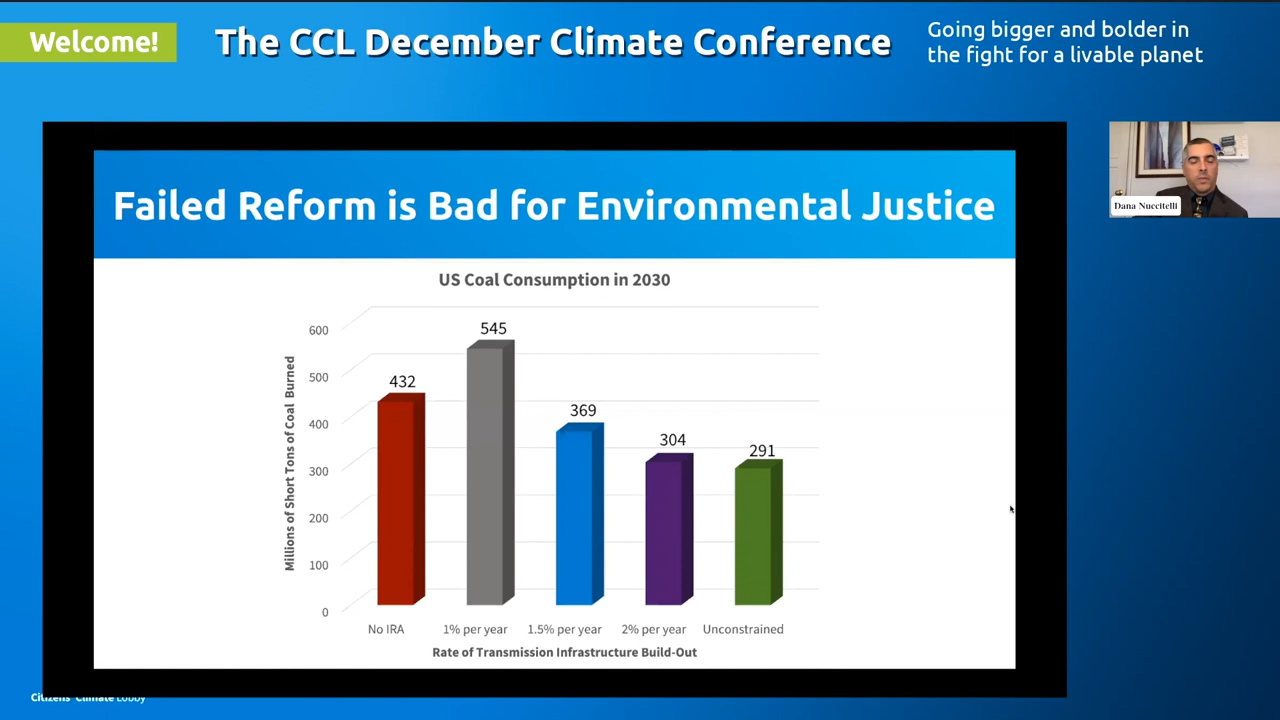 Welcome!
The CCL December Climate Conference
Going bigger and bolder in
the fight for a livable planet
Failed Reform is Bad for Environmental Justice
Dana Nuccitelli
US Coal Consumption in 2030
Millions of Short Tons of Coal Burned
600
500
400
300
200
100
0
432
545
369
304
291
No IRA
1% per year
1.5% per year
2% per year
Unconstrained
Rate of Transmission Infrastructure Build-Out
Citizens' Climate Lobby